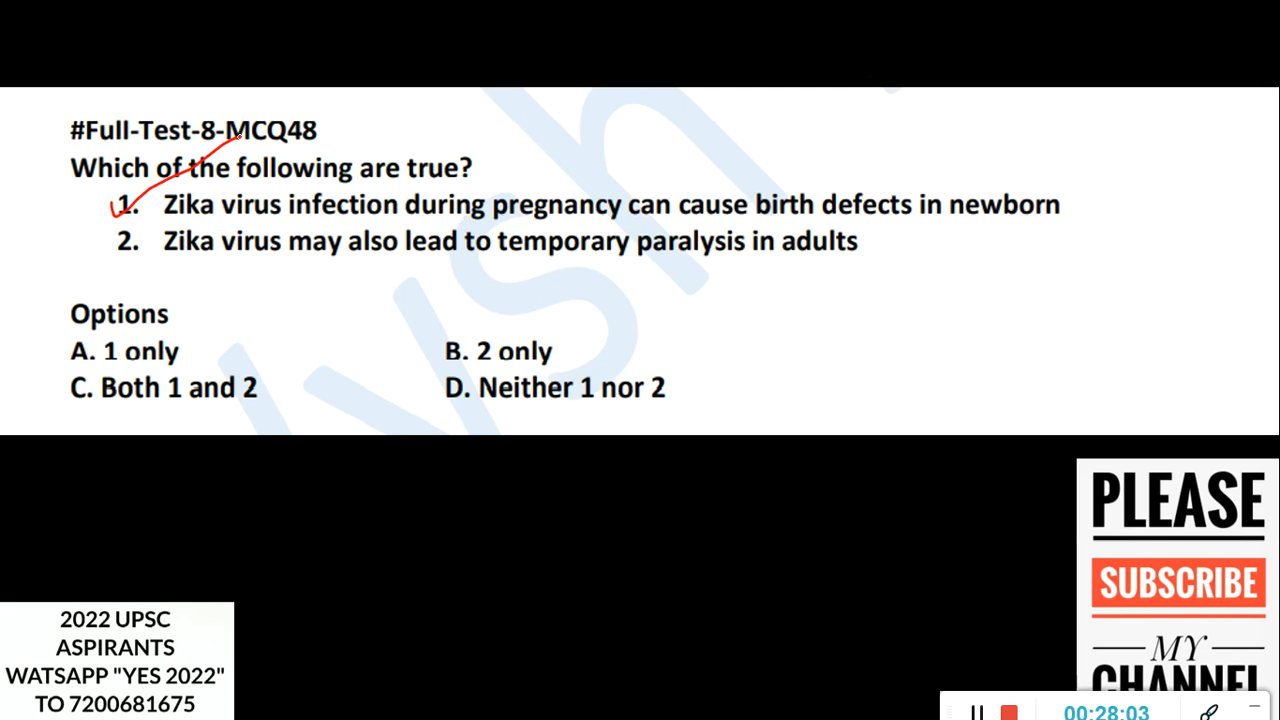 #Full-Test-8-MCQ48
Which of the following are true?
1. Zika virus infection during pregnancy can cause birth defects in newborn
2. Zika virus may also lead to temporary paralysis in adults
Options
A. 1 only B. 2 only
C. Both 1 and 2 D. Neither 1 nor 2
PLEASE
SUBSCRIBE
MY
CHANNEL
2022 UPSC
ASPIRANTS
WATSAPP "YES 2022"
TO 7200681675
00:28:03